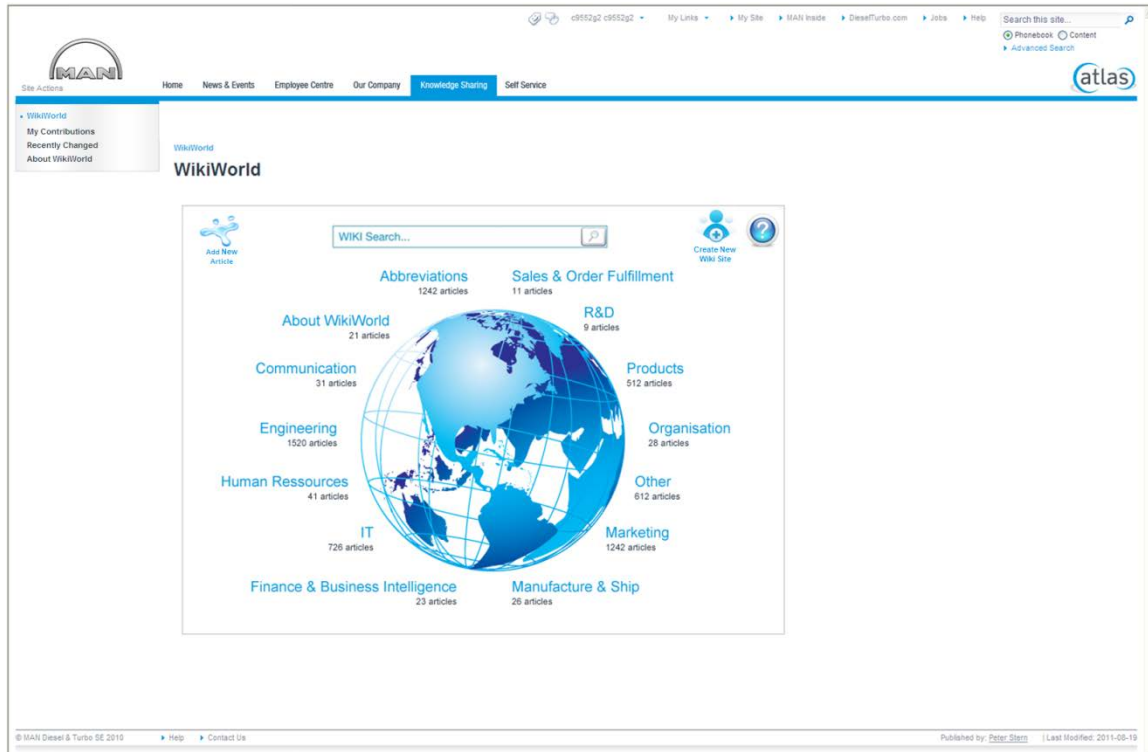 c9552g2 c9552g2 My Links My Site MAN Inside DieselTurbo.com Jobs Help
Search this site...
Phonebook Content
Advanced Search
MAN
Site Actions
Home News & Events Employee Centre Our Company Knowledge Sharing Self Service
atlas
WikiWorld
My Contributions
Recently Changed
About WikiWorld
WikiWorld
WikiWorld
Add New
Article
WIKI Search...
Create New
Wiki Site
?
Abbreviations
1242 articles
Sales & Order Fulfillment
11 articles
About WikiWorld
21 articles
R&D
9 articles
Communication
31 articles
Products
512 articles
Engineering
1520 articles
Organisation
28 articles
Human Ressources
41 articles
Other
612 articles
IT
726 articles
Marketing
1242 articles
Finance & Business Intelligence
23 articles
Manufacture & Ship
26 articles
© MAN Diesel & Turbo SE 2010 Help Contact Us Published by: Peter Stern | Last Modified: 2011-08-19